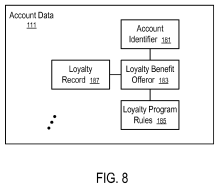 Account Data
111
Account
Identifier 181
Loyalty
Record 187
Loyalty Benefit
Offeror 183
Loyalty Program
Rules 185
FIG. 8